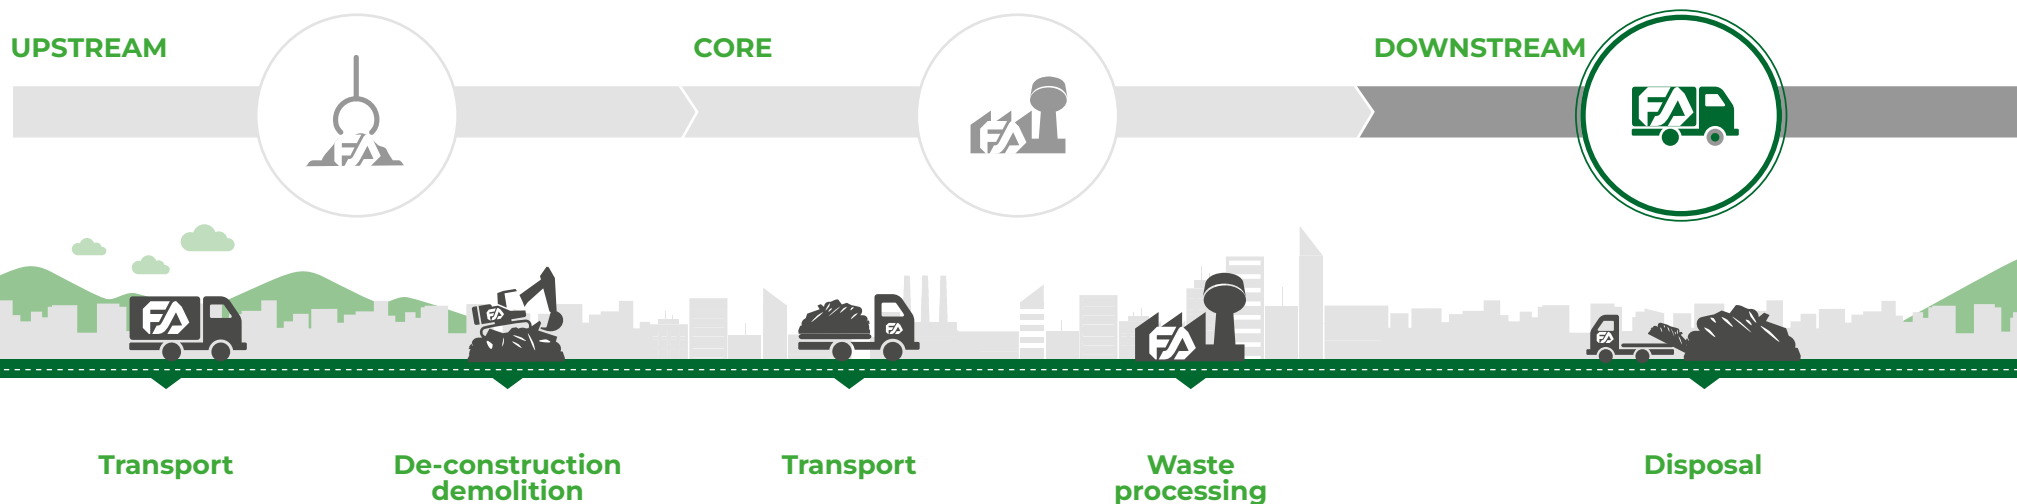 UPSTREAM
CORE
DOWNSTREAM
FA
FA
FA
FA
FA
FA
FA
FA
Transport
De-construction
demolition
Transport
Waste
processing
Disposal